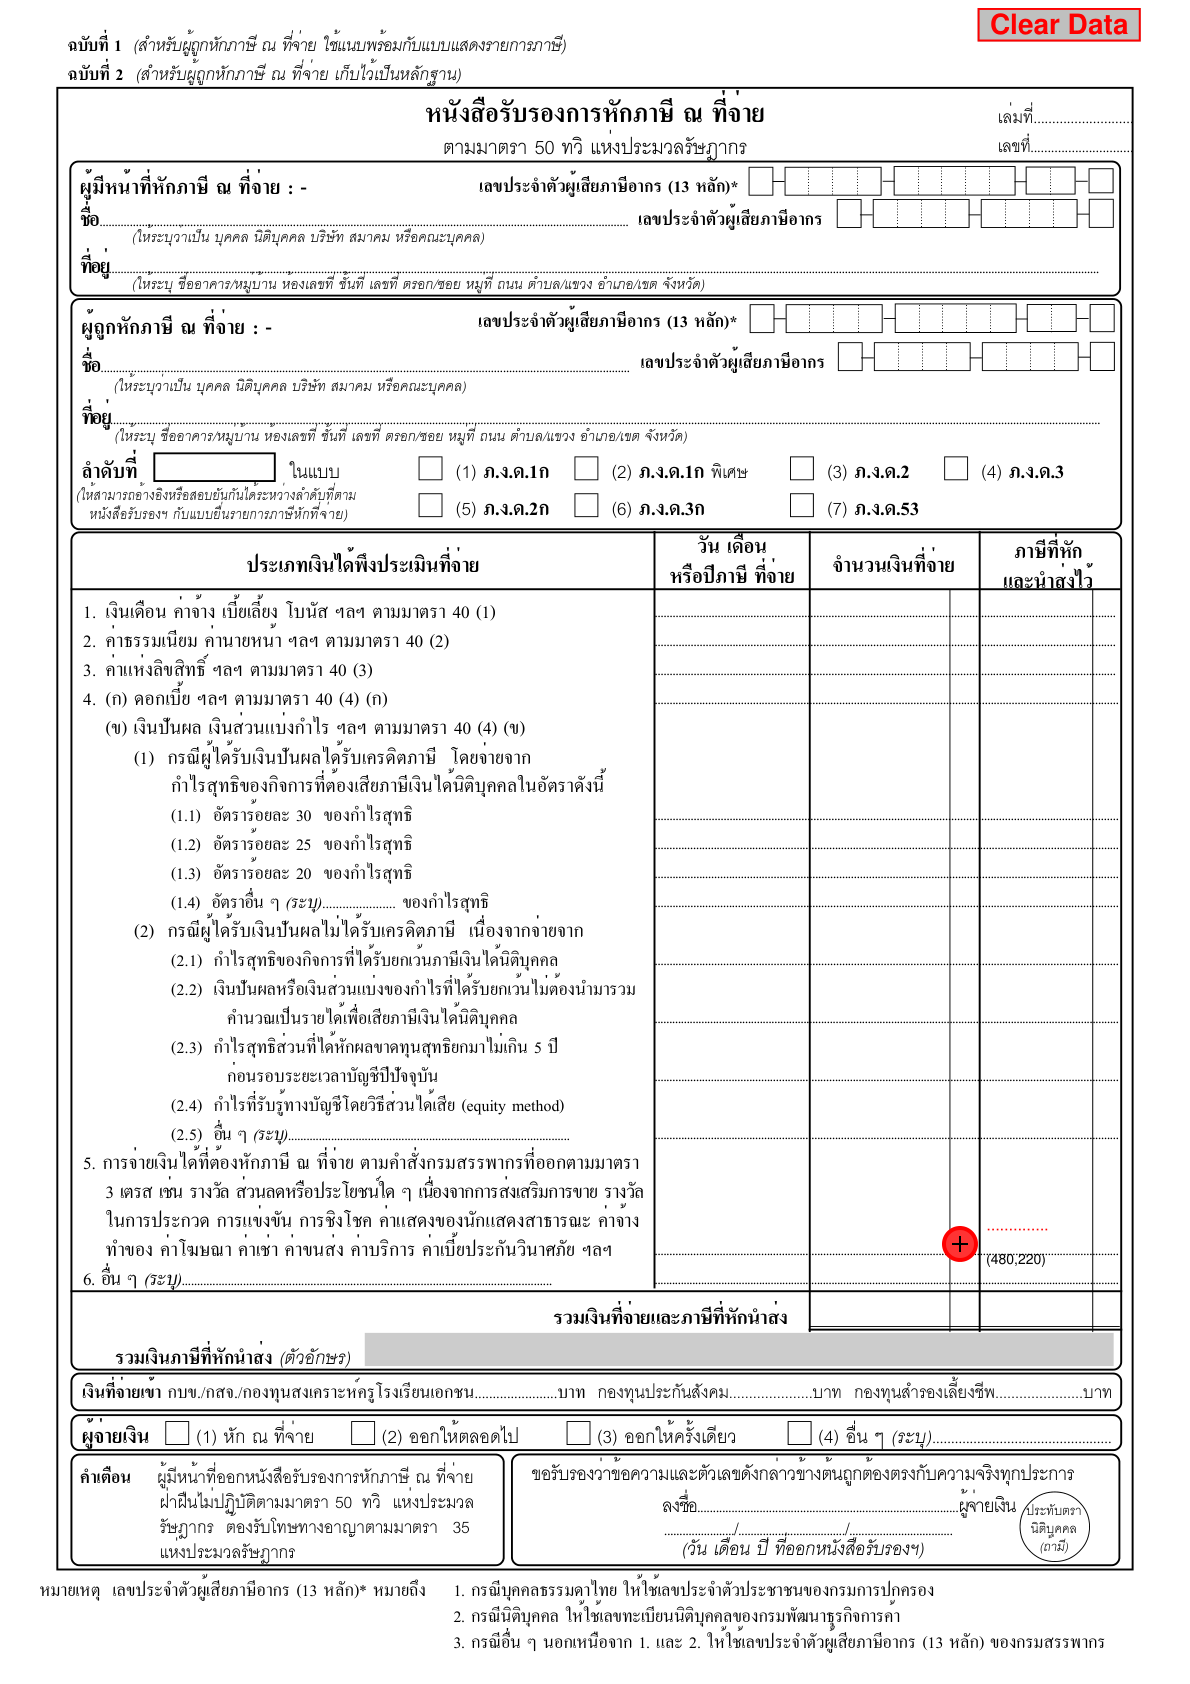 Clear Data
ฉบับที่ 1 (สำหรับผู้ถูกหักภาษี ณ ที่จ่าย ใช้แนบพร้อมกับแบบแสดงรายการภาษี)
ฉบับที่ 2 (สำหรับผู้ถูกหักภาษี ณ ที่จ่าย เก็บไว้เป็นหลักฐาน)
หนังสือรับรองการหักภาษี ณ ที่จ่าย
เล่มที่..........................
ตามมาตรา 50 ทวิ แห่งประมวลรัษฎากร
เลขที่..........................
ผู้มีหน้าที่หักภาษี ณ ที่จ่าย : - เลขประจำตัวผู้เสียภาษีอากร (13 หลัก)*
ชื่อ.......................... เลขประจำตัวผู้เสียภาษีอากร
(ให้ระบุว่าเป็น บุคคล นิติบุคคล บริษัท สมาคม หรือคณะบุคคล)
ที่อยู่..........................
(ให้ระบุ ชื่ออาคาร/หมู่บ้าน ห้องเลขที่ ชั้นที่ เลขที่ ตรอก/ซอย หมู่ที่ ถนน ตำบล/แขวง อำเภอ/เขต จังหวัด)
ผู้ถูกหักภาษี ณ ที่จ่าย : - เลขประจำตัวผู้เสียภาษีอากร (13 หลัก)*
ชื่อ.......................... เลขประจำตัวผู้เสียภาษีอากร
(ให้ระบุว่าเป็น บุคคล นิติบุคคล บริษัท สมาคม หรือคณะบุคคล)
ที่อยู่..........................
(ให้ระบุ ชื่ออาคาร/หมู่บ้าน ห้องเลขที่ ชั้นที่ เลขที่ ตรอก/ซอย หมู่ที่ ถนน ตำบล/แขวง อำเภอ/เขต จังหวัด)
ลำดับที่ ในแบบ (1) ภ.ง.ด.1ก (2) ภ.ง.ด.1ก พิเศษ (3) ภ.ง.ด.2 (4) ภ.ง.ด.3
(ให้สามารถอ้างอิงหรือสอบยันกันได้ระหว่างลำดับที่ตาม
หนังสือรับรองฯ กับแบบยื่นรายการภาษีหักที่จ่าย) (5) ภ.ง.ด.2ก (6) ภ.ง.ด.3ก (7) ภ.ง.ด.53
ประเภทเงินได้พึงประเมินที่จ่าย
วัน เดือน
หรือปีภาษี ที่จ่าย
จำนวนเงินที่จ่าย
ภาษีที่หัก
และนำส่งไว้
1. เงินเดือน ค่าจ้าง เบี้ยเลี้ยง โบนัส ฯลฯ ตามมาตรา 40 (1)
2. ค่าธรรมเนียม ค่านายหน้า ฯลฯ ตามมาตรา 40 (2)
3. ค่าแห่งลิขสิทธิ์ ฯลฯ ตามมาตรา 40 (3)
4. (ก) ดอกเบี้ย ฯลฯ ตามมาตรา 40 (4) (ก)
(ข) เงินปันผล เงินส่วนแบ่งกำไร ฯลฯ ตามมาตรา 40 (4) (ข)
(1) กรณีผู้ได้รับเงินปันผลได้รับเครดิตภาษี โดยจ่ายจาก
กำไรสุทธิของกิจการที่ต้องเสียภาษีเงินได้นิติบุคคลในอัตราดังนี้
(1.1) อัตราร้อยละ 30 ของกำไรสุทธิ
(1.2) อัตราร้อยละ 25 ของกำไรสุทธิ
(1.3) อัตราร้อยละ 20 ของกำไรสุทธิ
(1.4) อัตราอื่น ๆ (ระบุ)...................... ของกำไรสุทธิ
(2) กรณีผู้ได้รับเงินปันผลไม่ได้รับเครดิตภาษี เนื่องจากจ่ายจาก
(2.1) กำไรสุทธิของกิจการที่ได้รับยกเว้นภาษีเงินได้นิติบุคคล
(2.2) เงินปันผลหรือเงินส่วนแบ่งของกำไรที่ได้รับยกเว้นไม่ต้องนำมารวม
คำนวณเป็นรายได้เพื่อเสียภาษีเงินได้นิติบุคคล
(2.3) กำไรสุทธิส่วนที่ได้หักผลขาดทุนสุทธิยกมาไม่เกิน 5 ปี
ก่อนรอบระยะเวลาบัญชีปีปัจจุบัน
(2.4) กำไรที่รับรู้ทางบัญชีโดยวิธีส่วนได้เสีย (equity method)
(2.5) อื่น ๆ (ระบุ)..........................
5. การจ่ายเงินได้ที่ต้องหักภาษี ณ ที่จ่าย ตามคำสั่งกรมสรรพากรที่ออกตามมาตรา
3 เตรส เช่น รางวัล ส่วนลดหรือประโยชน์ใด ๆ เนื่องจากการส่งเสริมการขาย รางวัล
ในการประกวด การแข่งขัน การชิงโชค ค่าแสดงของนักแสดงสาธารณะ ค่าจ้าง
ทำของ ค่าโฆษณา ค่าเช่า ค่าขนส่ง ค่าบริการ ค่าเบี้ยประกันวินาศภัย ฯลฯ
(480,220)
6. อื่น ๆ (ระบุ)..........................
รวมเงินที่จ่ายและภาษีที่หักนำส่ง
รวมเงินภาษีที่หักนำส่ง (ตัวอักษร)
เงินที่จ่ายเข้า กบข./กสจ./กองทุนสงเคราะห์ครูโรงเรียนเอกชน......................บาท กองทุนประกันสังคม......................บาท กองทุนสำรองเลี้ยงชีพ......................บาท
ผู้จ่ายเงิน (1) หัก ณ ที่จ่าย (2) ออกให้ตลอดไป (3) ออกให้ครั้งเดียว (4) อื่น ๆ (ระบุ)..........................
คำเตือน ผู้มีหน้าที่ออกหนังสือรับรองการหักภาษี ณ ที่จ่าย
ฝ่าฝืนไม่ปฏิบัติตามมาตรา 50 ทวิ แห่งประมวล
รัษฎากร ต้องรับโทษทางอาญาตามมาตรา 35
แห่งประมวลรัษฎากร
ขอรับรองว่าข้อความและตัวเลขดังกล่าวข้างต้นถูกต้องตรงกับความจริงทุกประการ
ลงชื่อ..........................ผู้จ่ายเงิน
................../........................../..........................
(วัน เดือน ปี ที่ออกหนังสือรับรองฯ)
ประทับตรา
นิติบุคคล
(ถ้ามี)
หมายเหตุ เลขประจำตัวผู้เสียภาษีอากร (13 หลัก)* หมายถึง 1. กรณีบุคคลธรรมดาไทย ให้ใช้เลขประจำตัวประชาชนของกรมการปกครอง
2. กรณีนิติบุคคล ให้ใช้เลขทะเบียนนิติบุคคลของกรมพัฒนาธุรกิจการค้า
3. กรณีอื่น ๆ นอกเหนือจาก 1. และ 2. ให้ใช้เลขประจำตัวผู้เสียภาษีอากร (13 หลัก) ของกรมสรรพากร